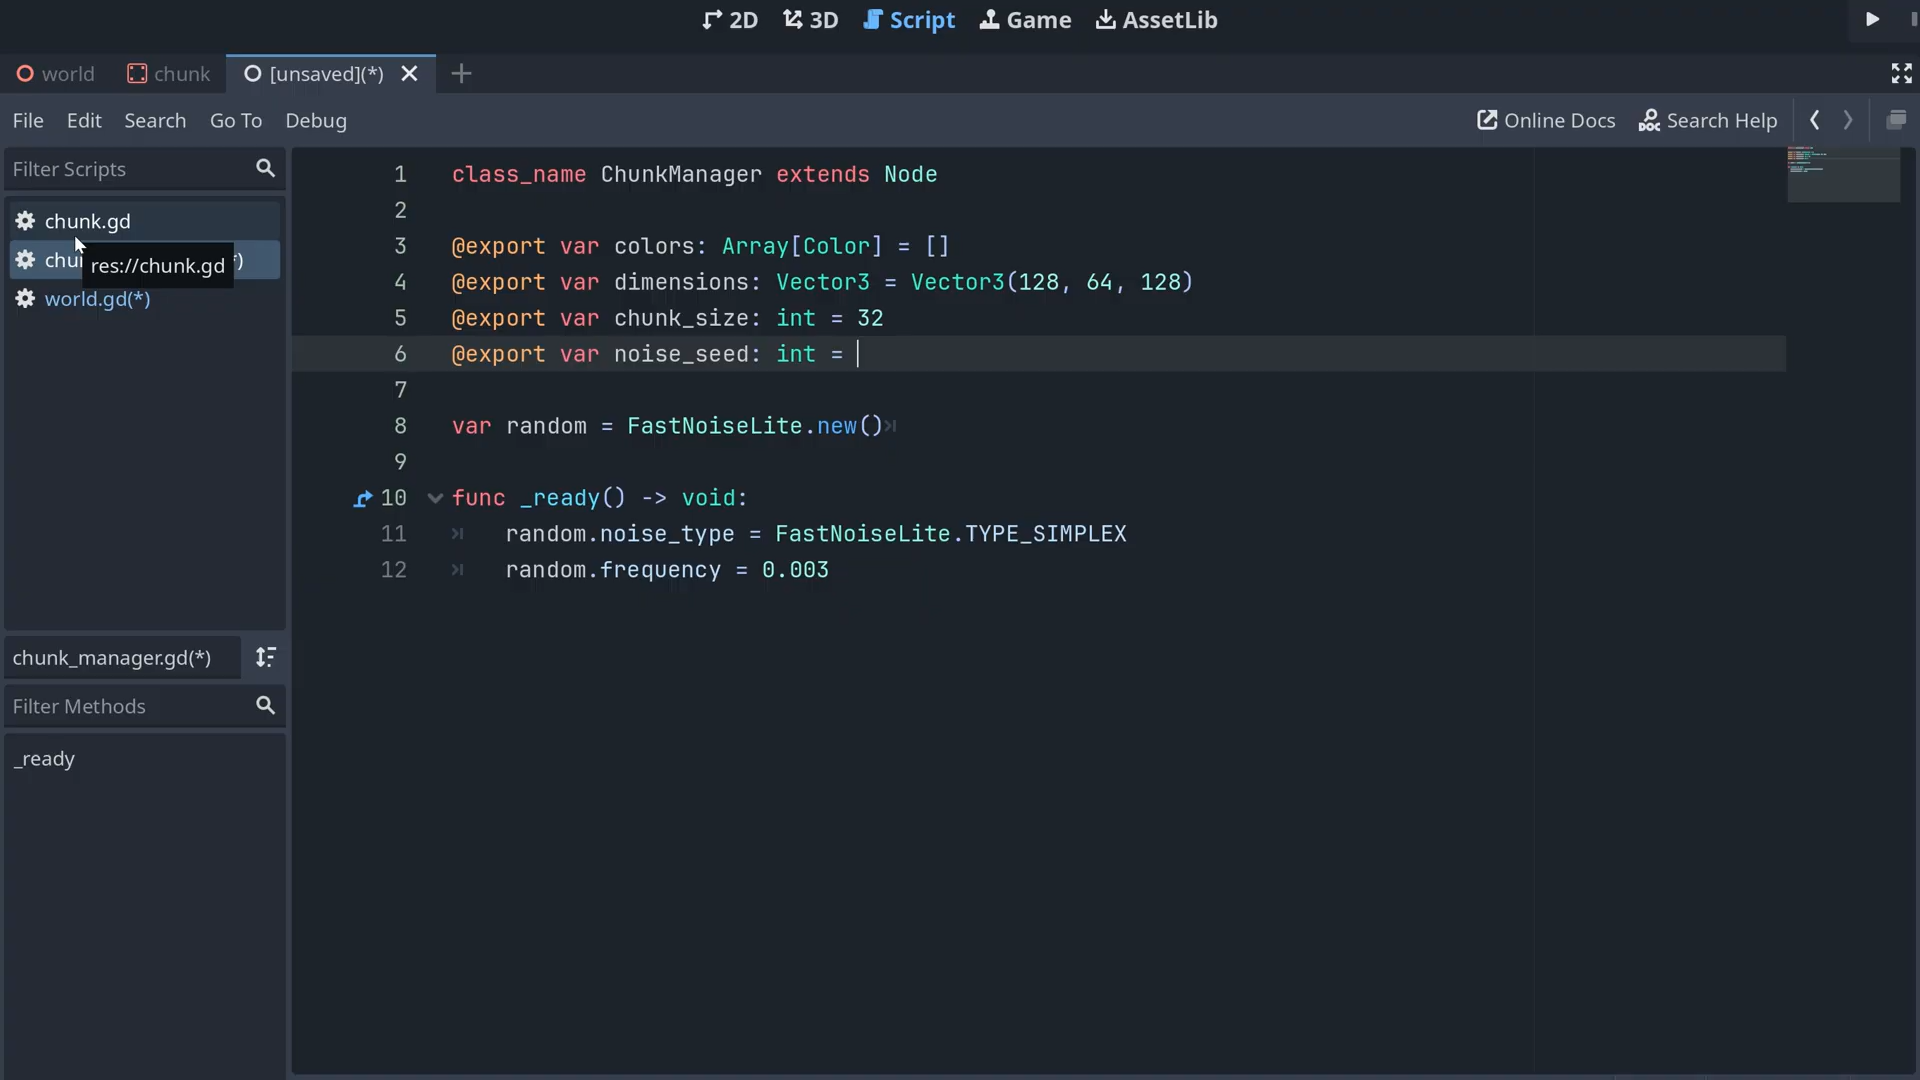 2D 3D Script Game AssetLib
world chunk [unsaved](*)
File Edit Search Go To Debug Online Docs Search Help
Filter Scripts
chunk.gd
chu *)
res://chunk.gd
world.gd(*)
chunk_manager.gd(*)
Filter Methods
_ready
1 class_name ChunkManager extends Node
2
3 @export var colors: Array[Color] = []
4 @export var dimensions: Vector3 = Vector3(128, 64, 128)
5 @export var chunk_size: int = 32
6 @export var noise_seed: int =
7
8 var random = FastNoiseLite.new()
9
10 func _ready() -> void:
11 random.noise_type = FastNoiseLite.TYPE_SIMPLEX
12 random.frequency = 0.003